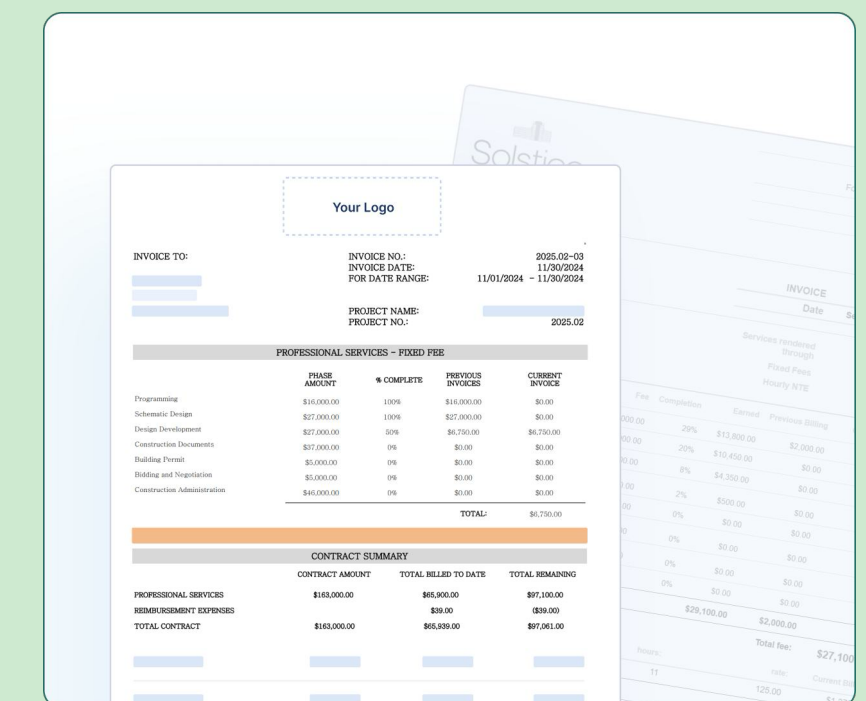 Solstice
Your Logo
INVOICE TO:
INVOICE NO.: 2025.02-03
INVOICE DATE: 11/30/2024
FOR DATE RANGE: 11/01/2024 - 11/30/2024
PROJECT NAME:
PROJECT NO.: 2025.02
PROFESSIONAL SERVICES - FIXED FEE
PHASE AMOUNT % COMPLETE PREVIOUS INVOICES CURRENT INVOICE
Programming $16,000.00 100% $16,000.00 $0.00
Schematic Design $27,000.00 100% $27,000.00 $0.00
Design Development $27,000.00 50% $6,750.00 $6,750.00
Construction Documents $37,000.00 0% $0.00 $0.00
Building Permit $5,000.00 0% $0.00 $0.00
Bidding and Negotiation $5,000.00 0% $0.00 $0.00
Construction Administration $46,000.00 0% $0.00 $0.00
TOTAL: $6,750.00
CONTRACT SUMMARY
CONTRACT AMOUNT TOTAL BILLED TO DATE TOTAL REMAINING
PROFESSIONAL SERVICES $163,000.00 $65,900.00 $97,100.00
REIMBURSEMENT EXPENSES $39.00 ($39.00)
TOTAL CONTRACT $163,000.00 $65,939.00 $97,061.00
INVOICE
Date
Services rendered
through
Fixed Fees
Hourly NTE
Fee Completion Earned Previous Billing
29% $13,800.00 $2,000.00
20% $10,450.00 $0.00
8% $4,350.00 $0.00
2% $500.00 $0.00
0% $0.00 $0.00
0% $0.00 $0.00
0% $0.00 $0.00
0% $0.00 $0.00
$29,100.00 $2,000.00
Total fee: $27,100
hours: rate: Current
11 125.00